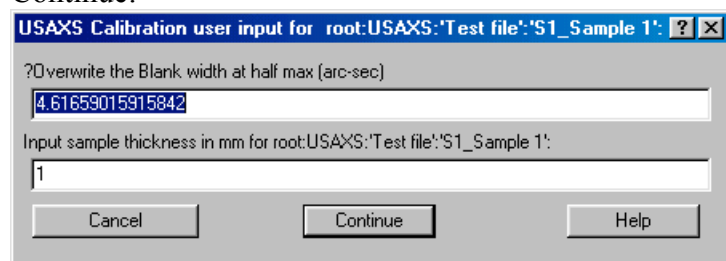 Continue.
USAXS Calibration user input for root:USAXS:'Test file':'S1_Sample 1': ? X
?Overwrite the Blank width at half max (arc-sec)
4.61659015915842
Input sample thickness in mm for root:USAXS:'Test file':'S1_Sample 1':
1
Cancel Continue Help